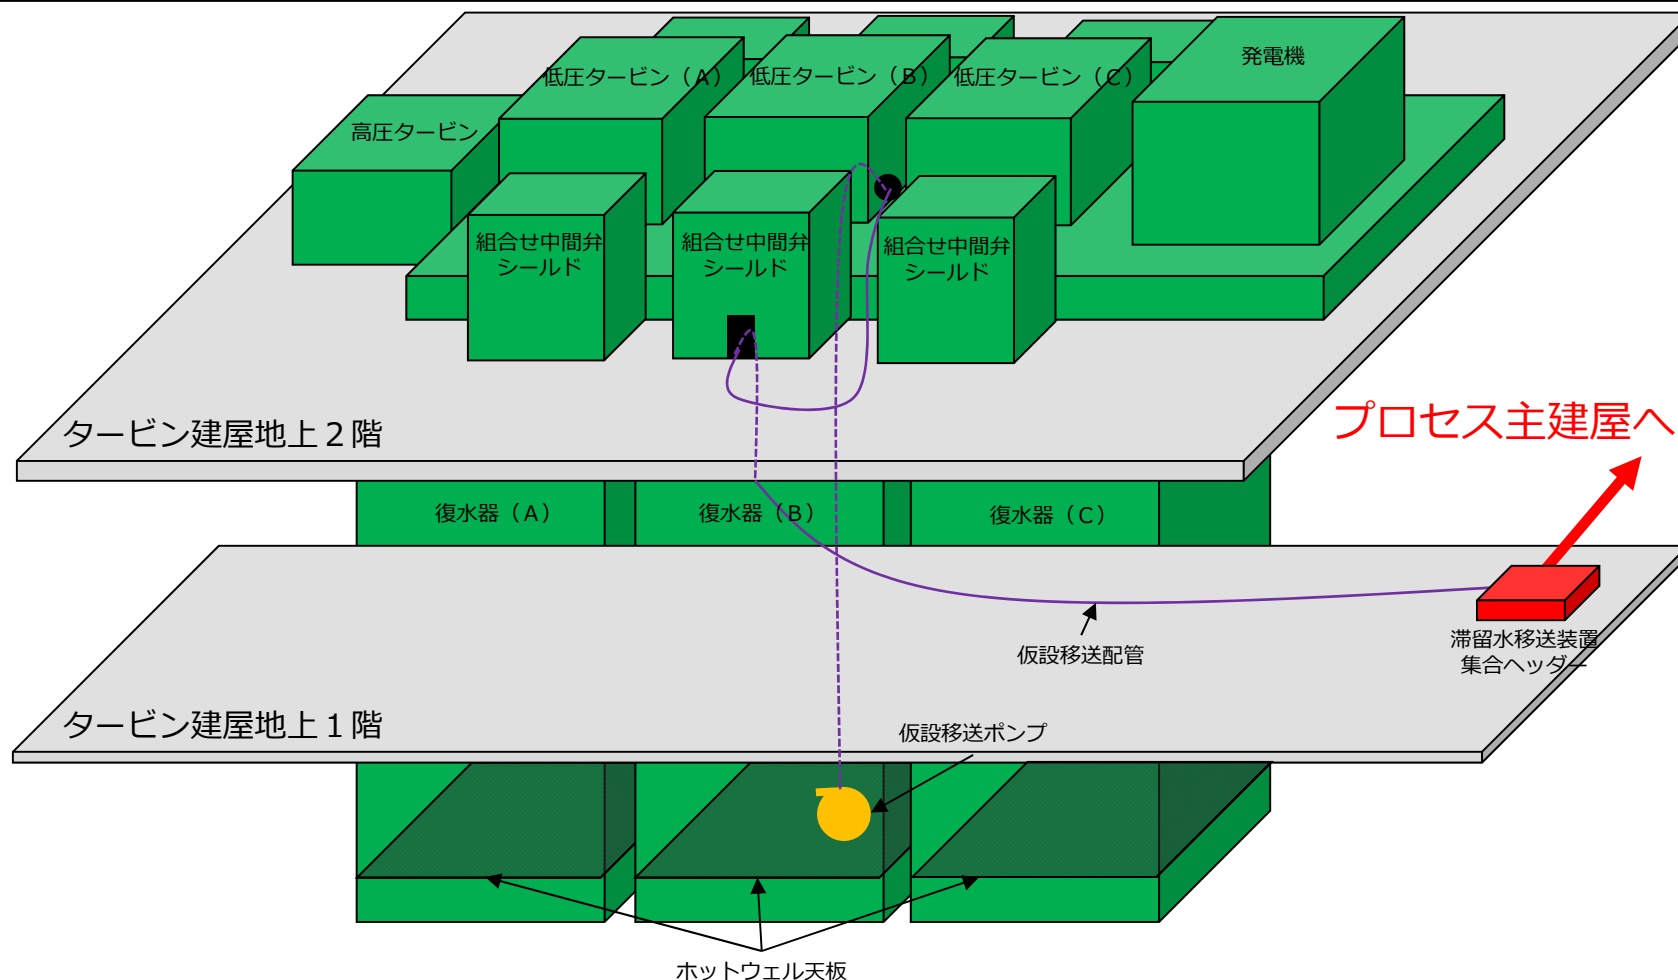 発電機
低圧タービン（Ａ）
低圧タービン（Ｂ）
低圧タービン（Ｃ）
高圧タービン
組合せ中間弁
シールド
組合せ中間弁
シールド
組合せ中間弁
シールド
プロセス主建屋へ
タービン建屋地上２階
復水器（Ａ）
復水器（Ｂ）
復水器（Ｃ）
滞留水移送装置
集合ヘッダー
仮設移送配管
タービン建屋地上１階
仮設移送ポンプ
ホットウェル天板